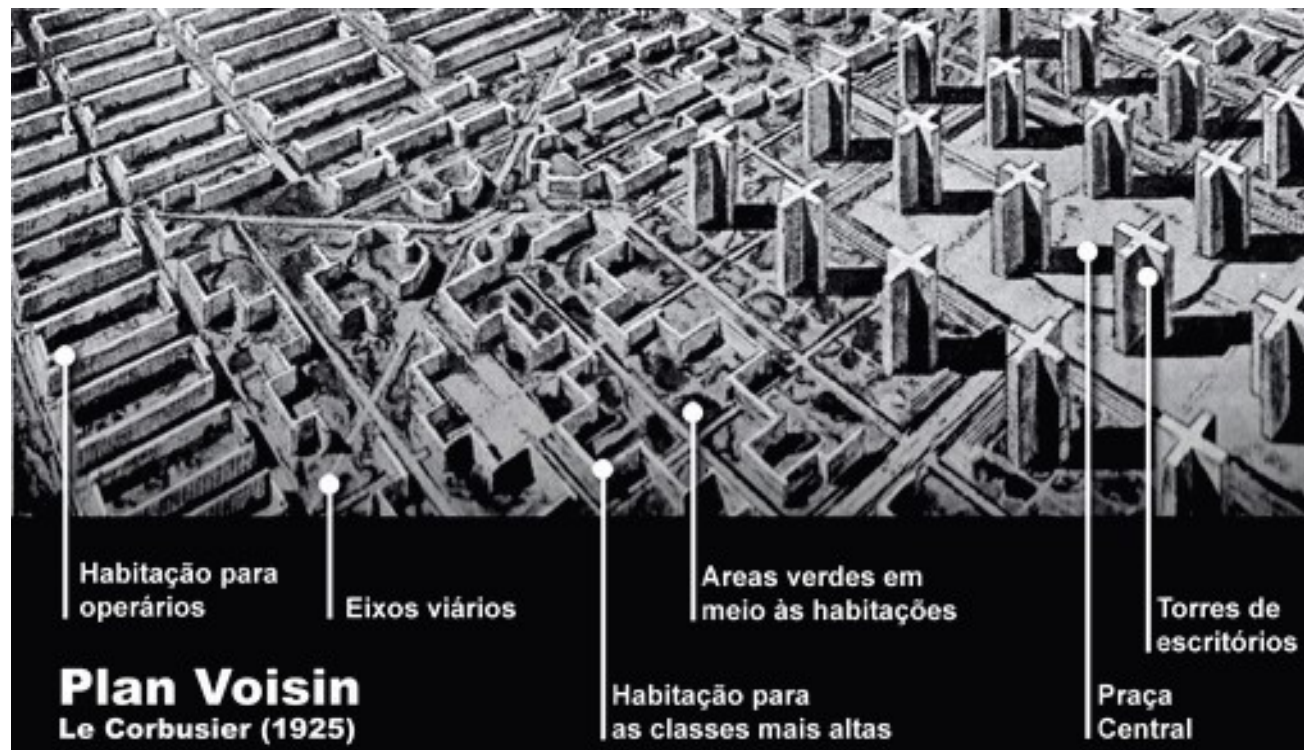 Habitação para
operários
Eixos viários
Areas verdes em
meio às habitações
Torres de
escritórios
Plan Voisin
Le Corbusier (1925)
Habitação para
as classes mais altas
Praça
Central